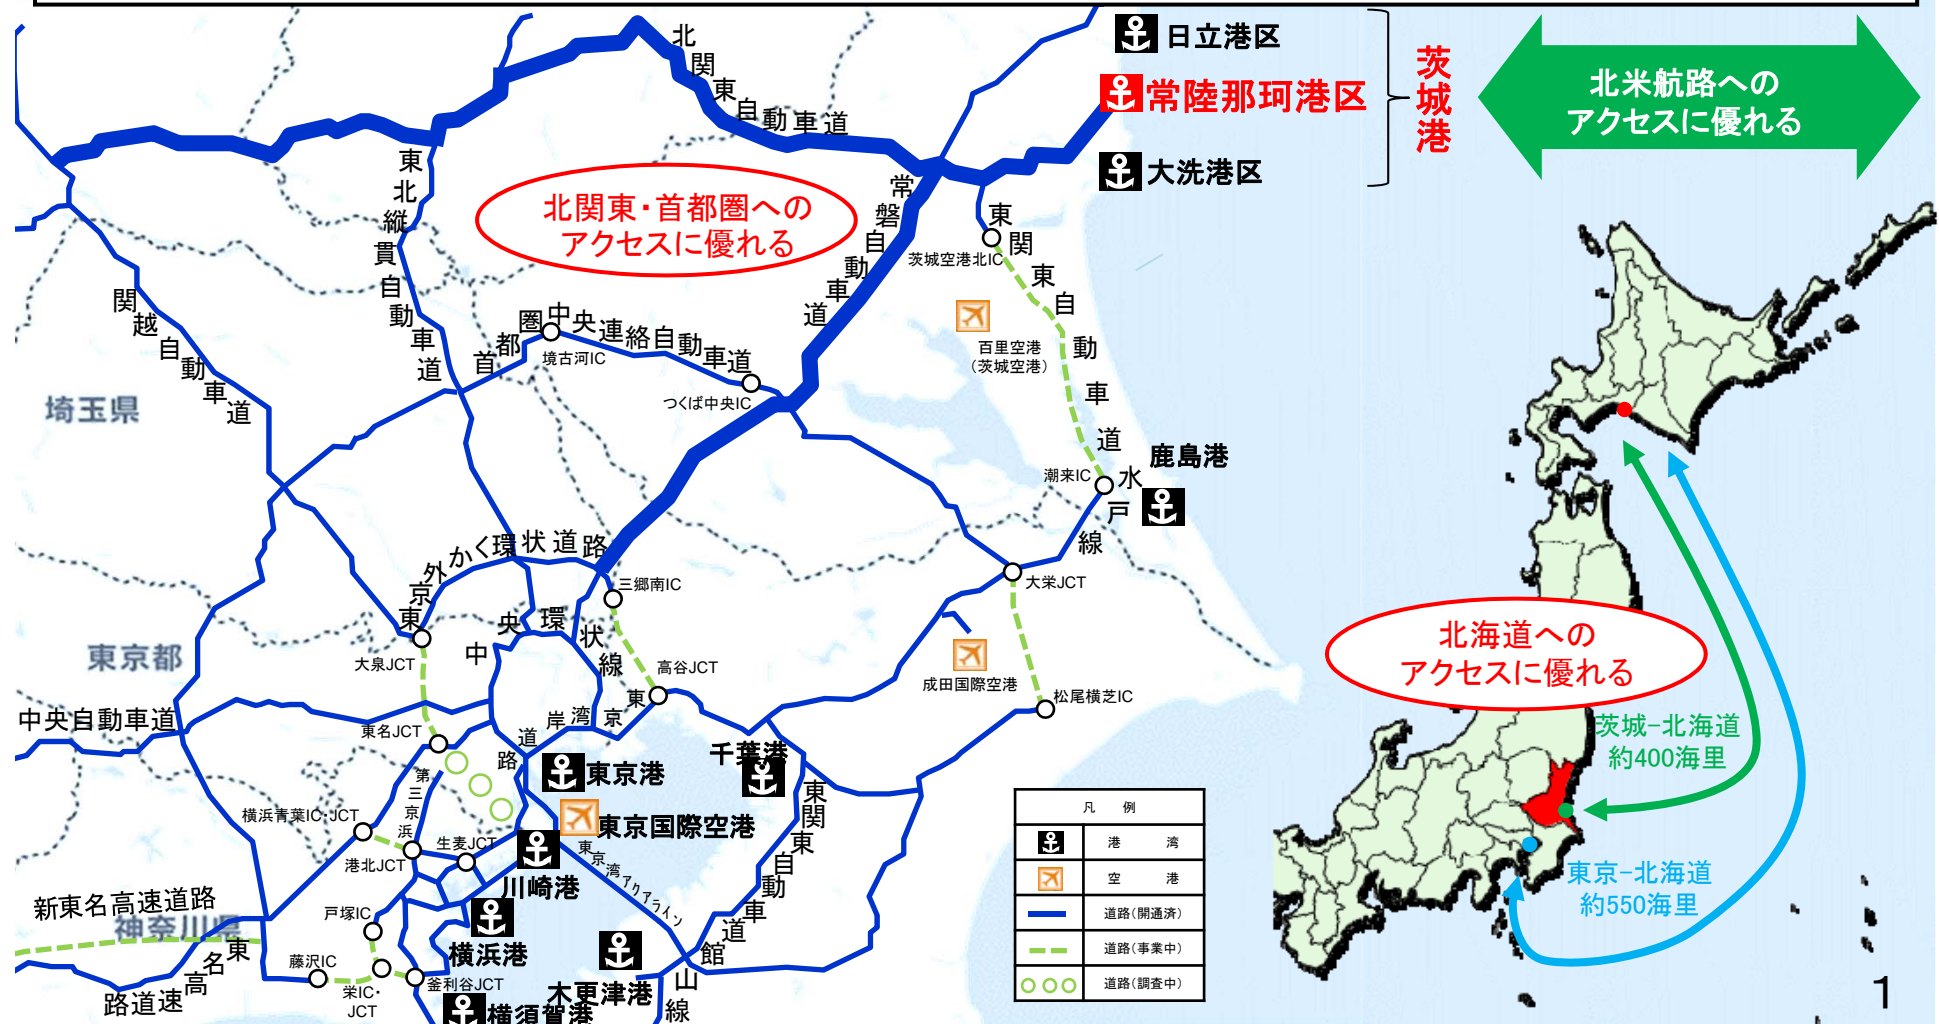 日立港区
常陸那珂港区
大洗港区
茨城港
北米航路への
アクセスに優れる
北関東自動車道
東北縦貫自動車道
北関東・首都圏への
アクセスに優れる
常磐自動車道
東関東自動車道
茨城空港北IC
関越自動車道
首都圏中央連絡自動車道
境古河IC
つくば中央IC
百里空港
(茨城空港)
埼玉県
鹿島港
潮来IC
水戸線
東京外かく環状道路
三郷南IC
大栄JCT
中央環状線
東京都
大泉JCT
高谷JCT
成田国際空港
松尾横芝IC
北海道への
アクセスに優れる
中央自動車道
東名JCT
東京湾岸道路
千葉港
東京港
茨城−北海道
約400海里
第三京浜
横浜青葉IC・JCT
東京国際空港
港北JCT
生麦JCT
東京湾アクアライン
東関東自動車道
館山線
川崎港
東京−北海道
約550海里
新東名高速道路
神奈川県
戸塚IC
横浜港
東名高速道路
藤沢IC
栄IC・
JCT
釜利谷JCT
木更津港
横須賀港
凡 例
港 湾
空 港
道路(開通済)
道路(事業中)
道路(調査中)
1